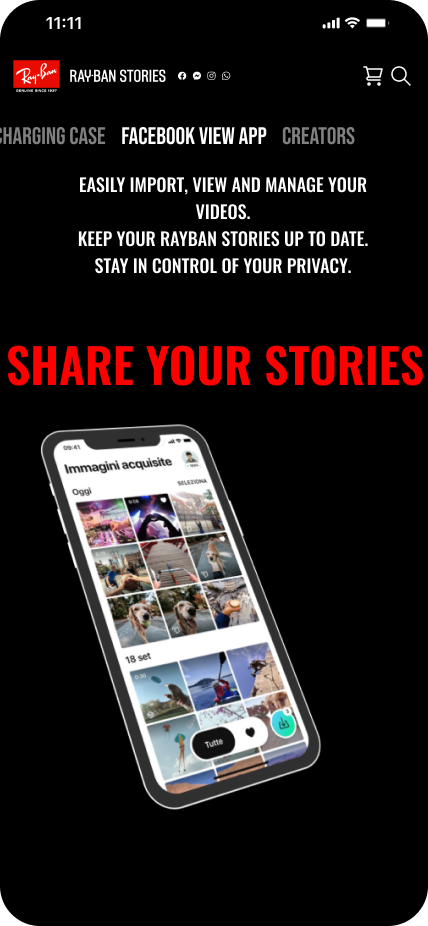 11:11
Ray-Ban
GENUINE SINCE 1937
RAY-BAN STORIES
CHARGING CASE FACEBOOK VIEW APP CREATORS
EASILY IMPORT, VIEW AND MANAGE YOUR
VIDEOS.
KEEP YOUR RAYBAN STORIES UP TO DATE.
STAY IN CONTROL OF YOUR PRIVACY.
SHARE YOUR STORIES
09:41
Immagini acquisite
Oggi
SELEZIONA
18 set
0:30
Tutte